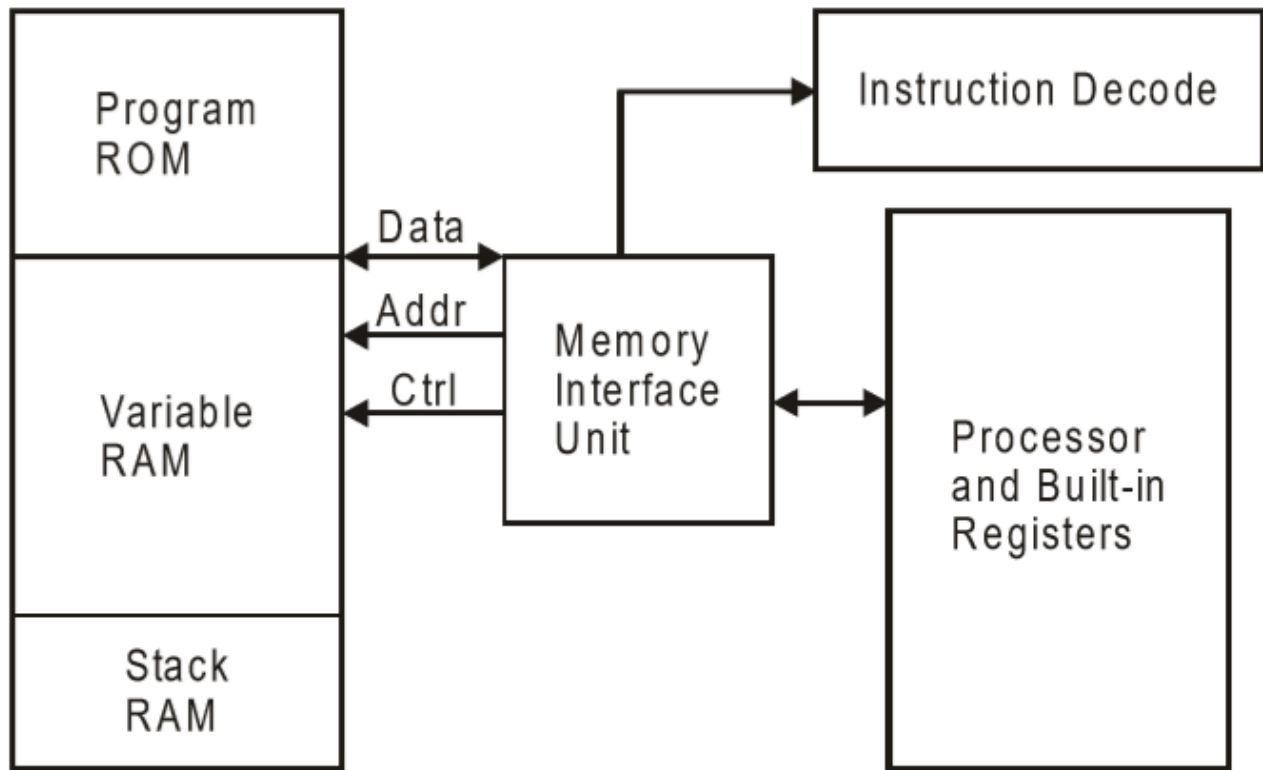 Program
ROM
Instruction Decode
Data
Addr
Ctrl
Variable
RAM
Memory
Interface
Unit
Processor
and Built-in
Registers
Stack
RAM